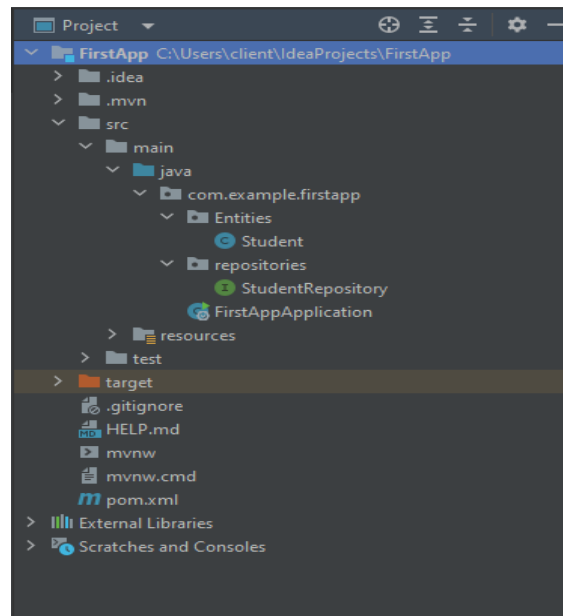 Project
FirstApp C:\Users\client\IdeaProjects\FirstApp
.idea
.mvn
src
main
java
com.example.firstapp
Entities
C Student
repositories
I StudentRepository
FirstAppApplication
resources
test
target
.gitignore
MD HELP.md
mvnw
mvnw.cmd
m pom.xml
External Libraries
Scratches and Consoles